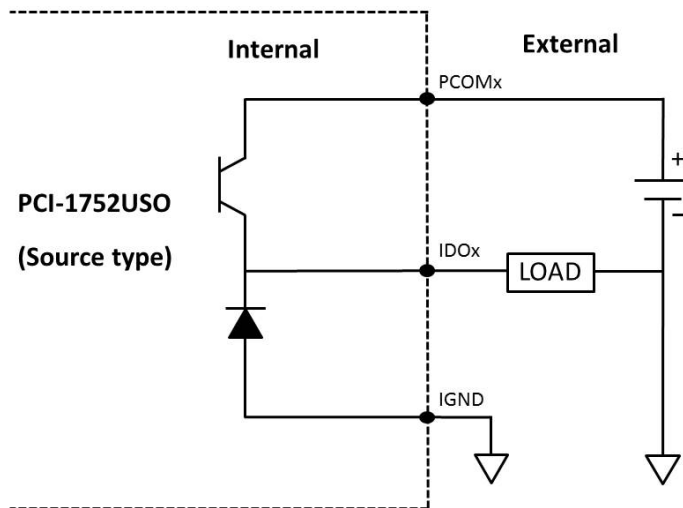 Internal
External
PCOMx
+
PCI-1752USO
(Source type)
−
IDOx
LOAD
IGND